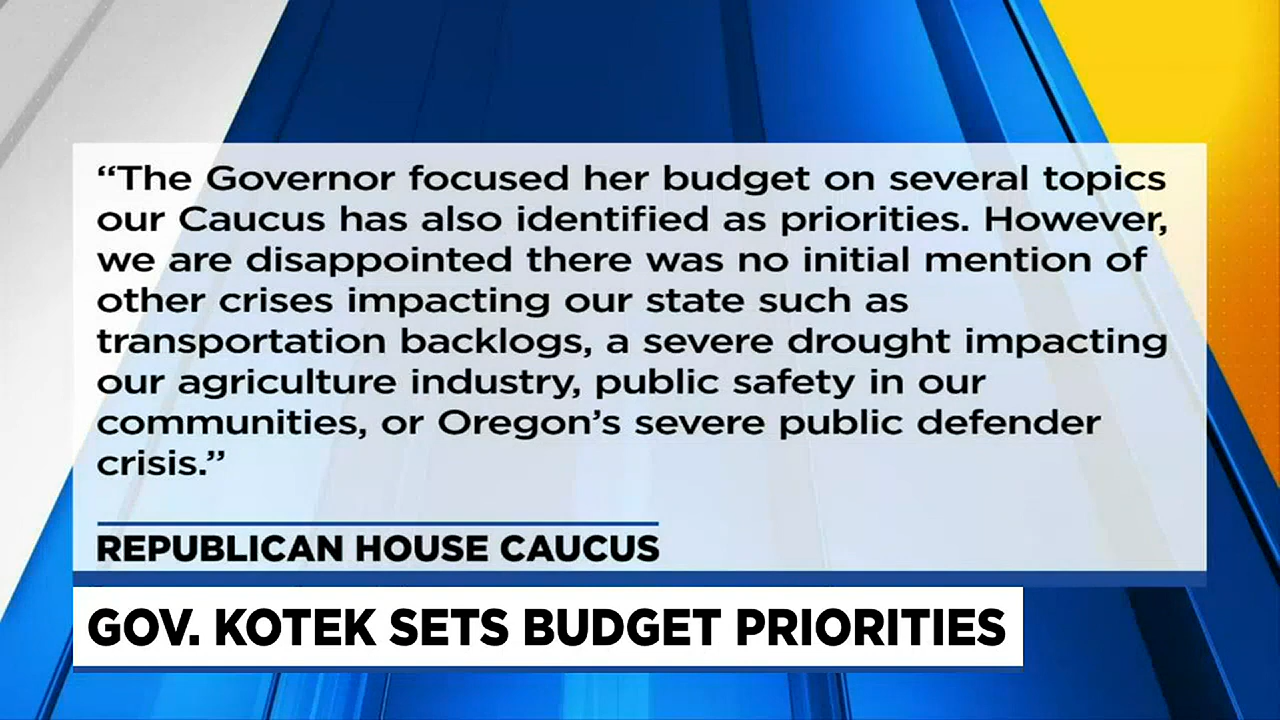 “The Governor focused her budget on several topics
our Caucus has also identified as priorities. However,
we are disappointed there was no initial mention of
other crises impacting our state such as
transportation backlogs, a severe drought impacting
our agriculture industry, public safety in our
communities, or Oregon’s severe public defender
crisis.”
REPUBLICAN HOUSE CAUCUS
GOV. KOTEK SETS BUDGET PRIORITIES